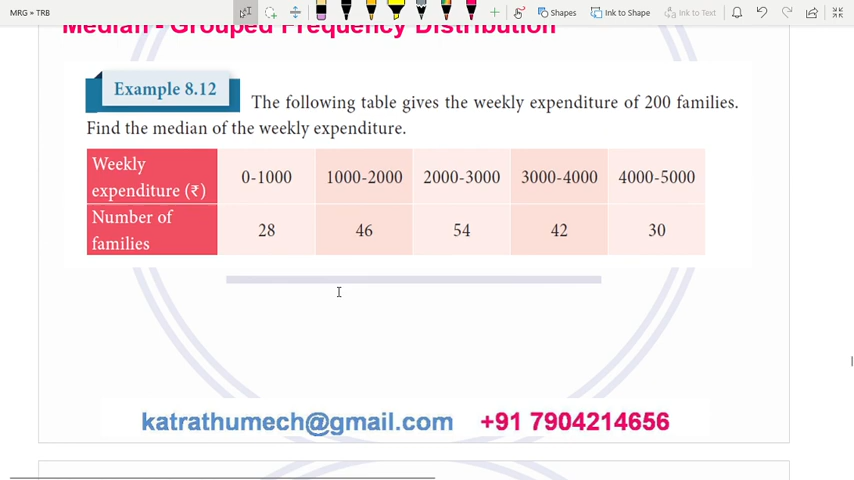 MRG » TRB
Shapes
Ink to Shape
Ink to Text
Median - Grouped Frequency Distribution
Example 8.12
The following table gives the weekly expenditure of 200 families.
Find the median of the weekly expenditure.
Weekly expenditure (₹) 0-1000 1000-2000 2000-3000 3000-4000 4000-5000
Number of families 28 46 54 42 30
katrathumech@gmail.com +91 7904214656